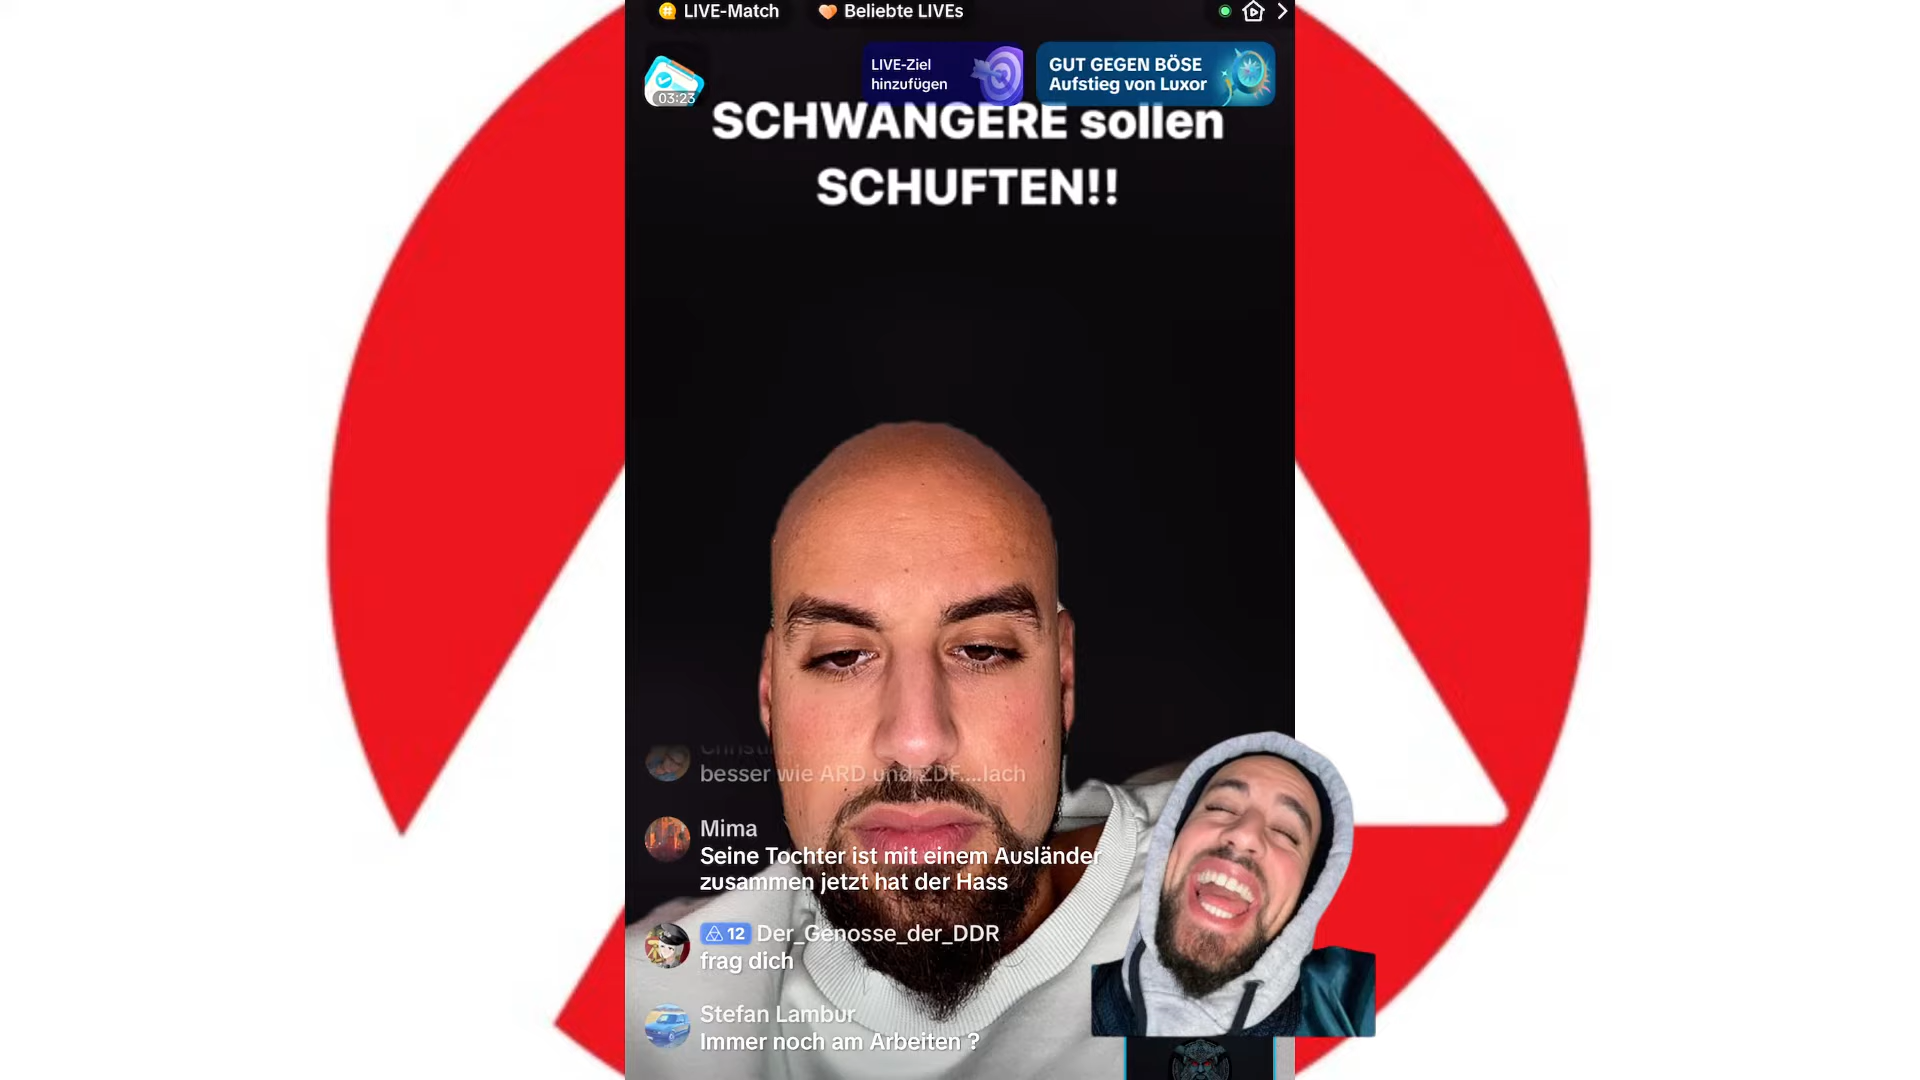 LIVE-Match
Beliebte LIVEs
LIVE-Ziel
hinzufügen
GUT GEGEN BÖSE
Aufstieg von Luxor
03:23
SCHWANGERE sollen
SCHUFTEN!!
besser wie ARD und ZDF....lach
Mima
Seine Tochter ist mit einem Ausländer
zusammen jetzt hat der Hass
12 Der_Genosse_der_DDR
frag dich
Stefan Lambur
Immer noch am Arbeiten ?